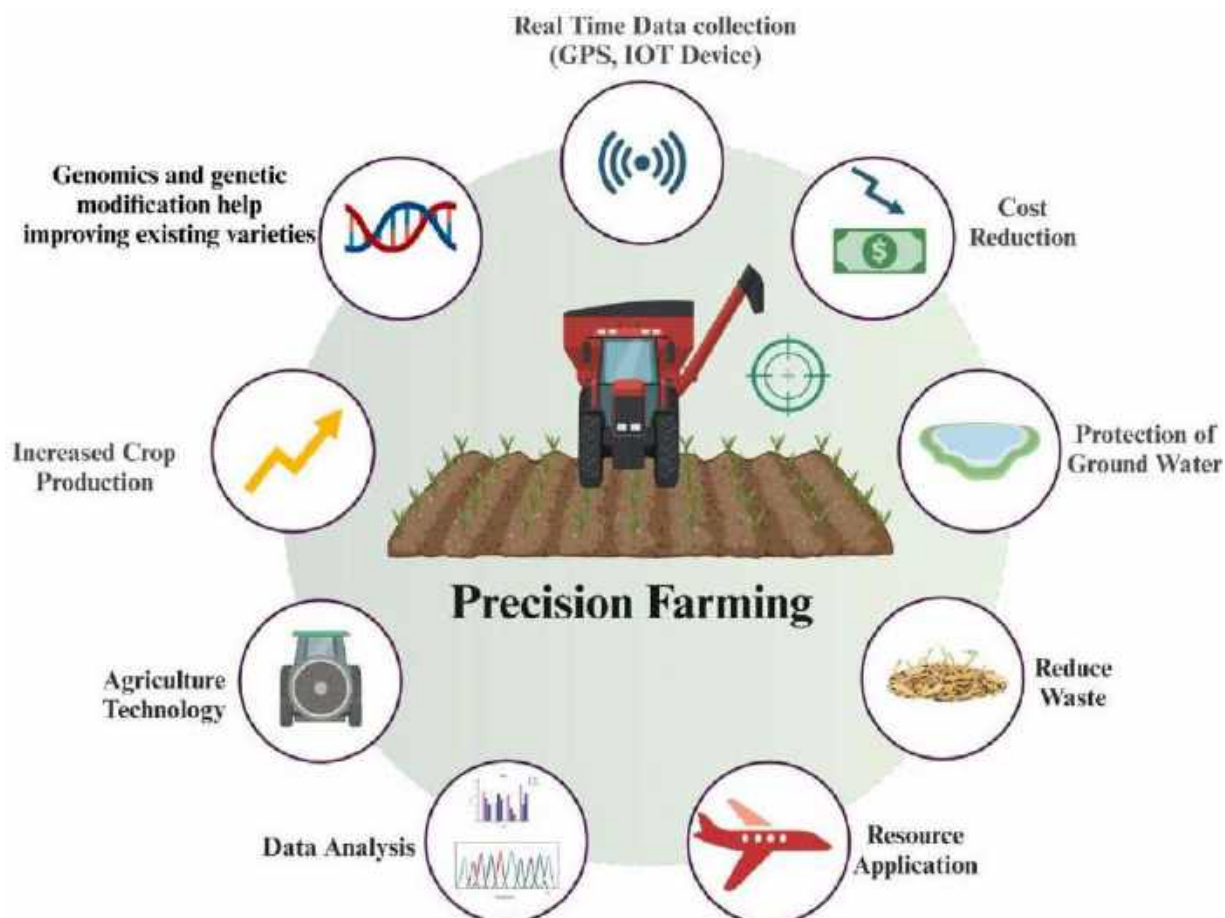 Real Time Data collection
(GPS, IOT Device)
Genomics and genetic
modification help
improving existing varieties
Cost
Reduction
Increased Crop
Production
Protection of
Ground Water
Precision Farming
Agriculture
Technology
Reduce
Waste
Data Analysis
Resource
Application